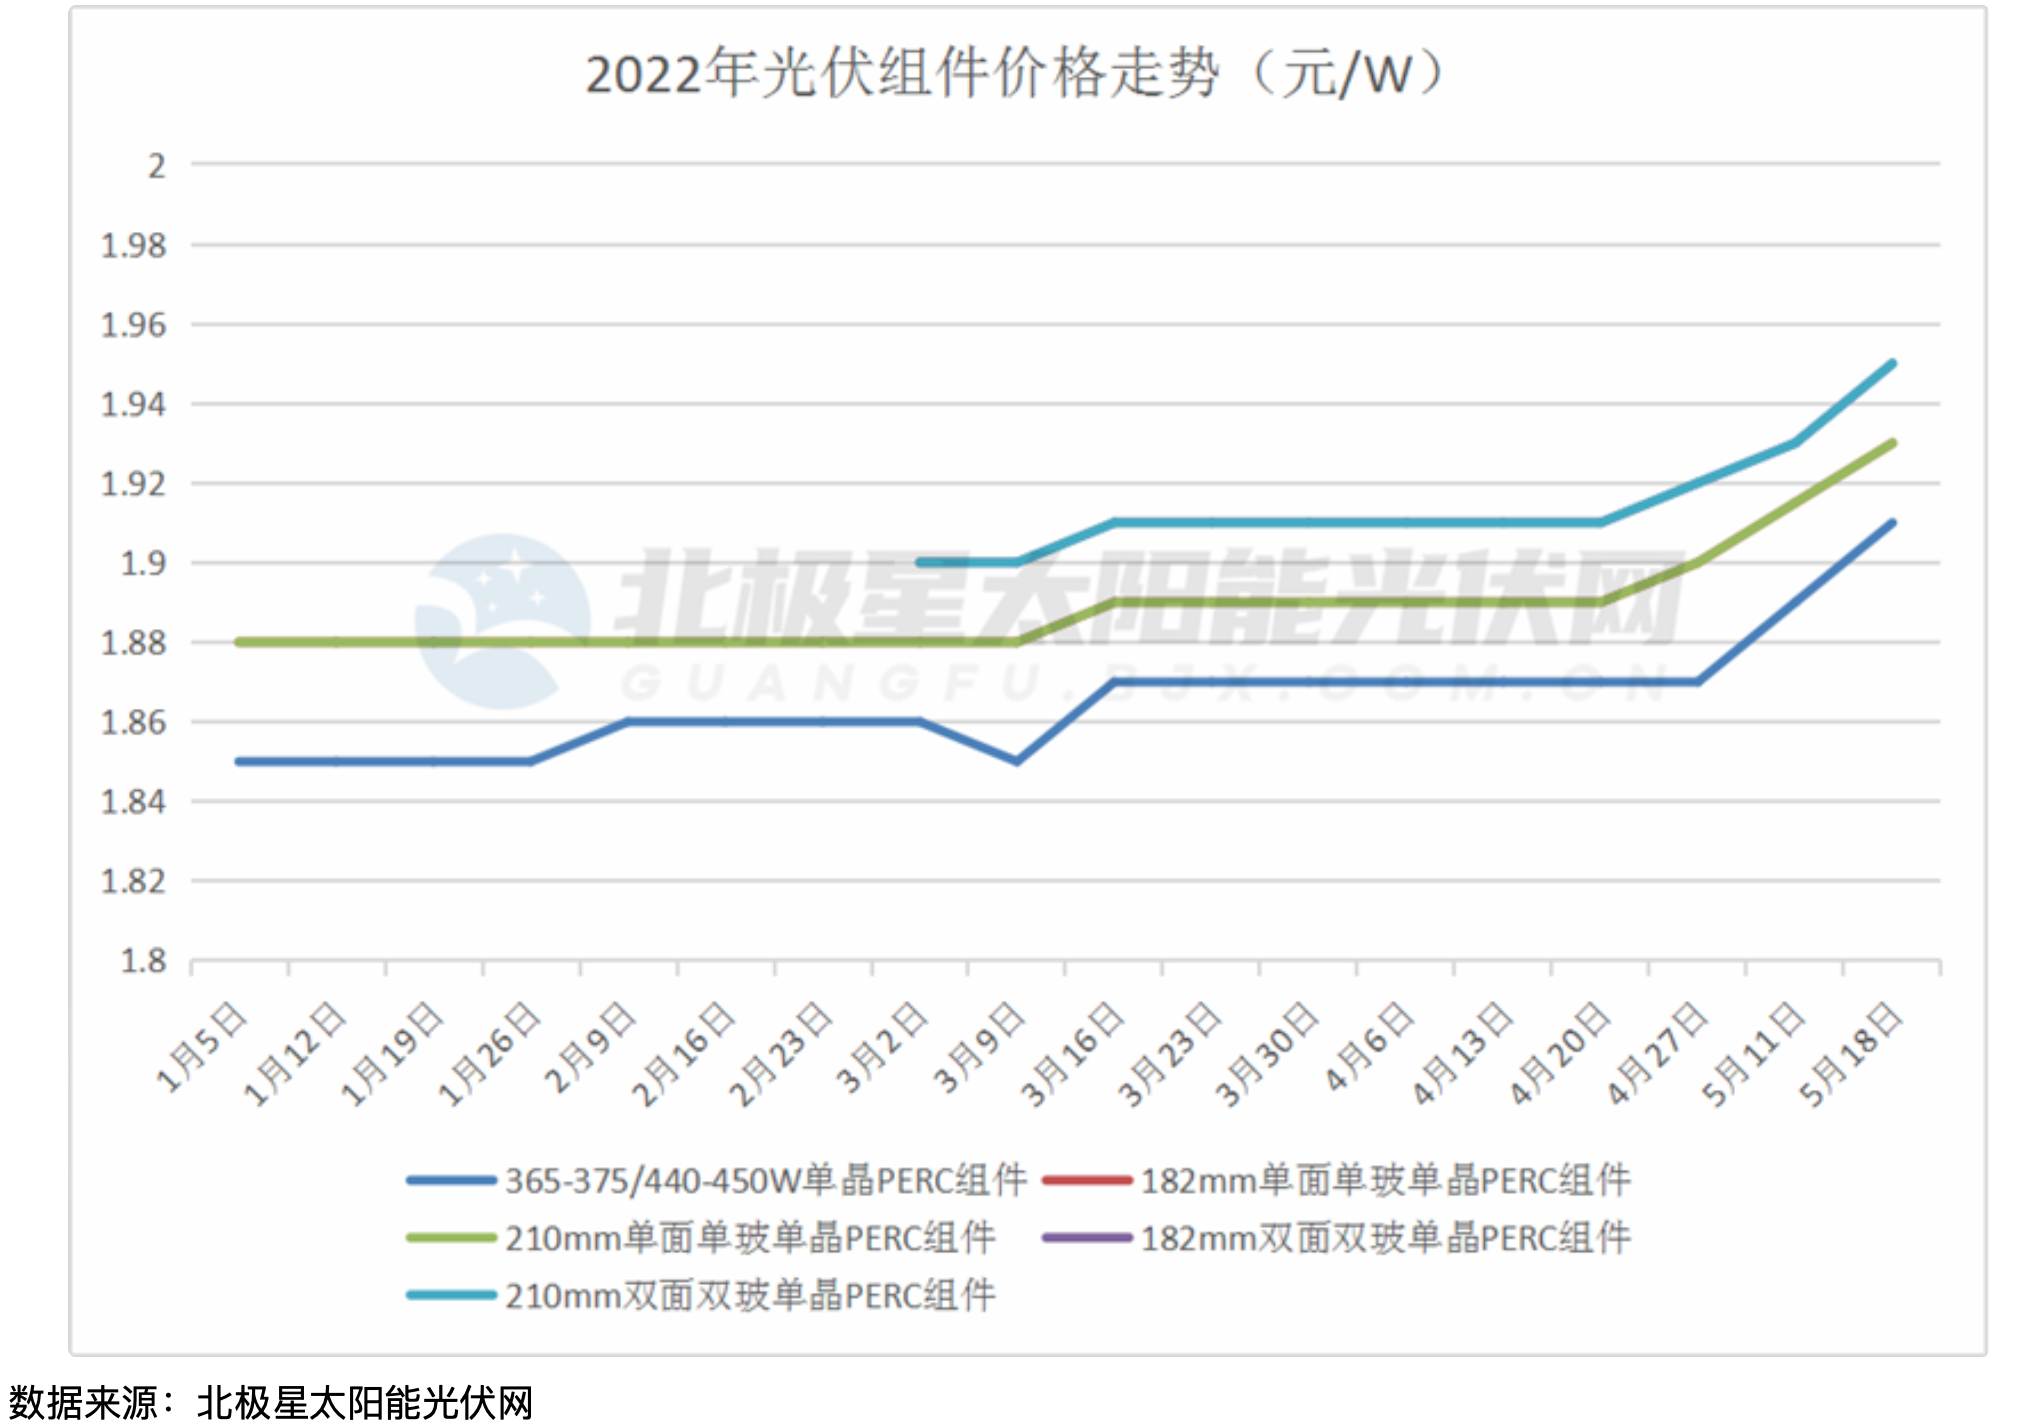 2022年光伏组件价格走势（元/W）
2
1.98
1.96
1.94
1.92
1.9
1.88
1.86
1.84
1.82
1.8
北极星太阳能光伏网
GUANGFU.BJX.COM.CN
1月5日 1月12日 1月19日 1月26日 2月9日 2月16日 2月23日 3月2日 3月9日 3月16日 3月23日 3月30日 4月6日 4月13日 4月20日 4月27日 5月11日 5月18日
365-375/440-450W单晶PERC组件 182mm单面单玻单晶PERC组件
210mm单面单玻单晶PERC组件 182mm双面双玻单晶PERC组件
210mm双面双玻单晶PERC组件
数据来源：北极星太阳能光伏网